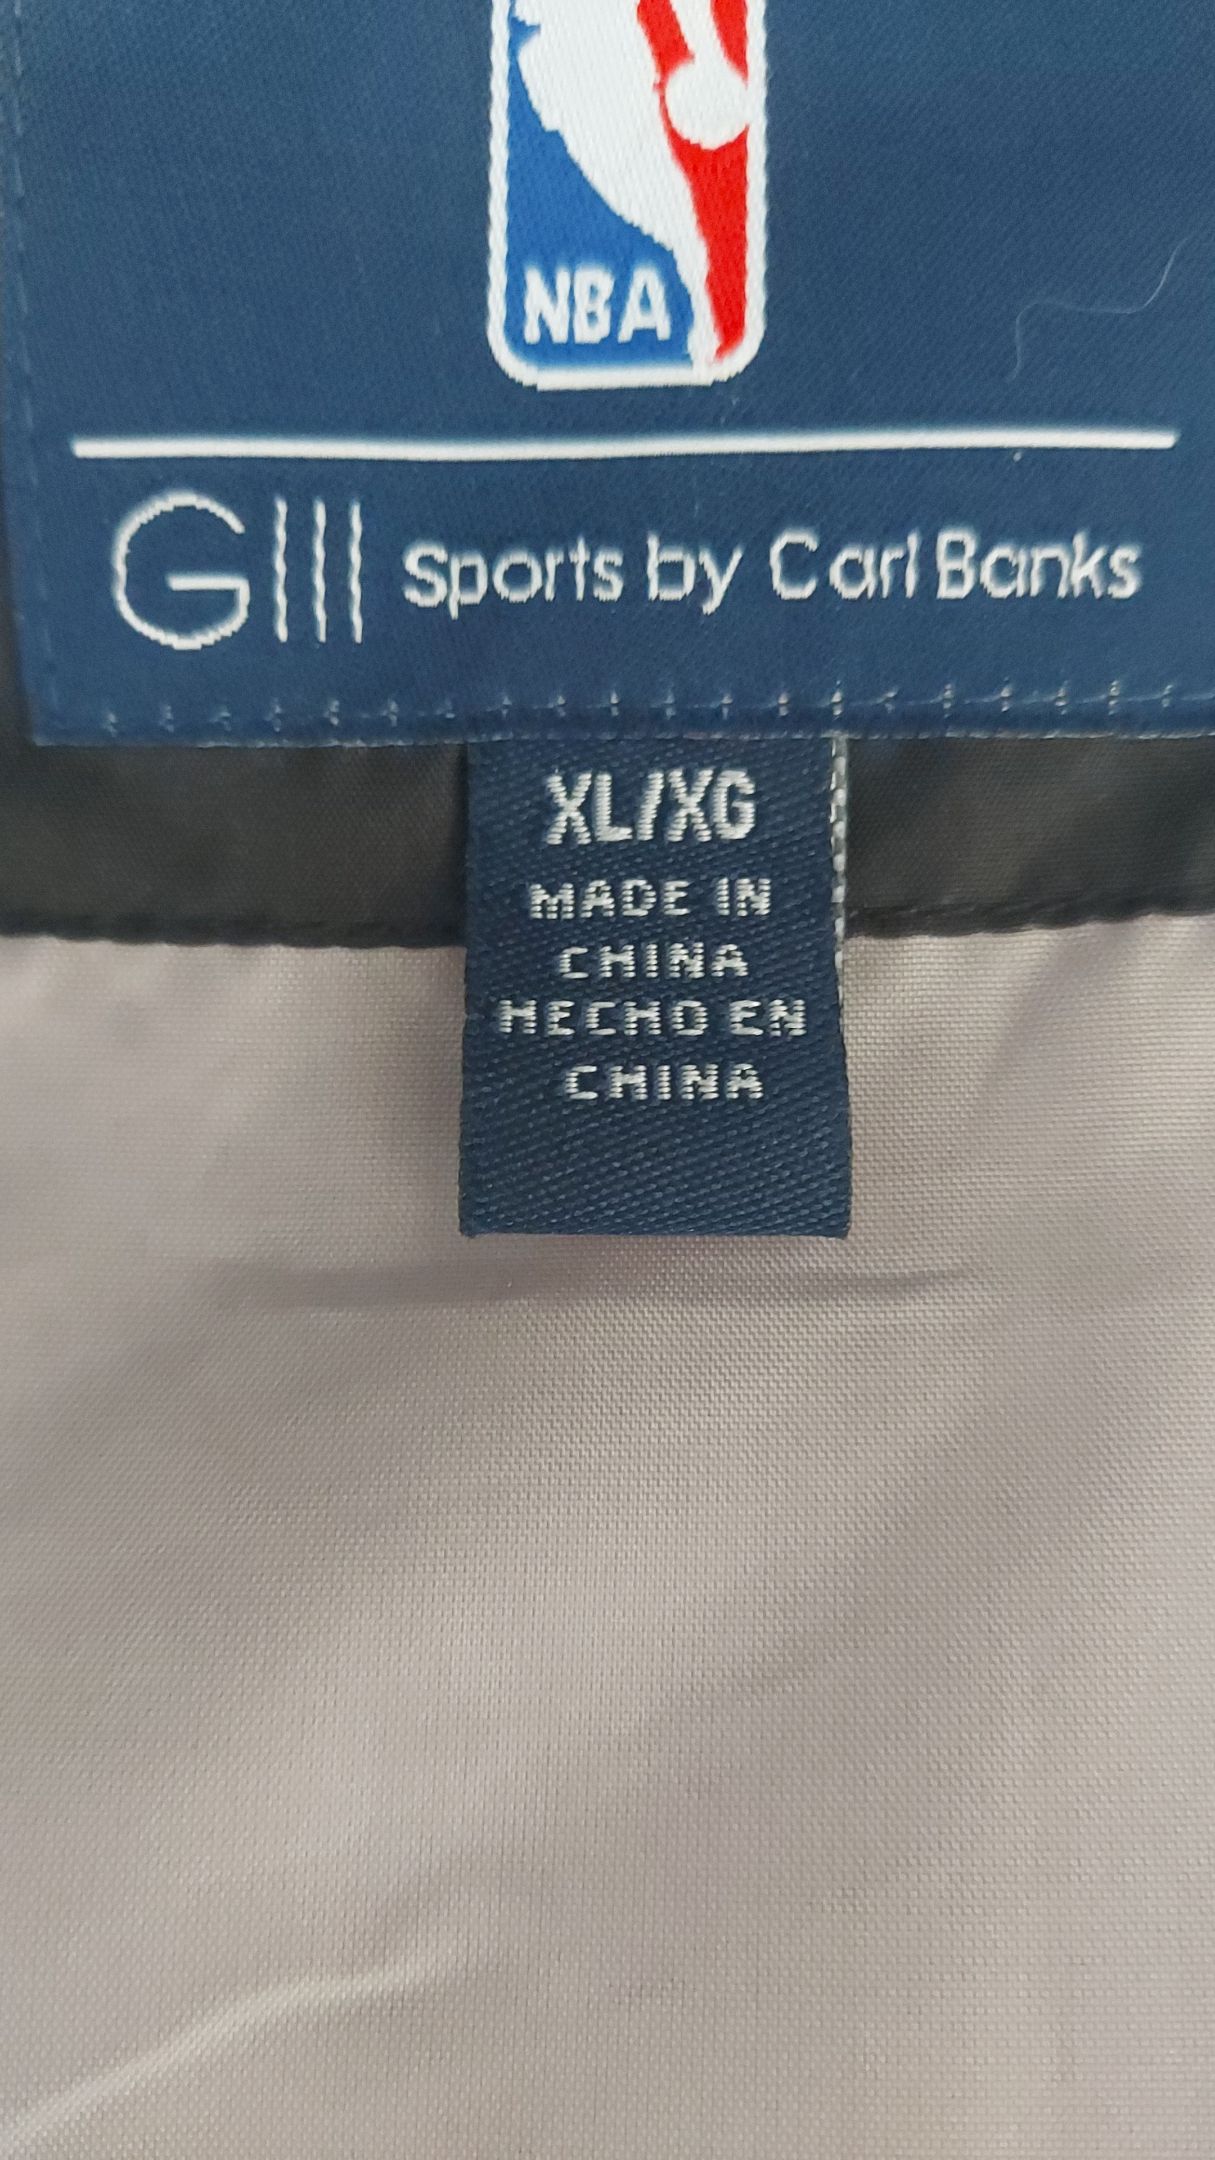 NBA
GIII Sports by Carl Banks
XL/XG
MADE IN
CHINA
HECHO EN
CHINA